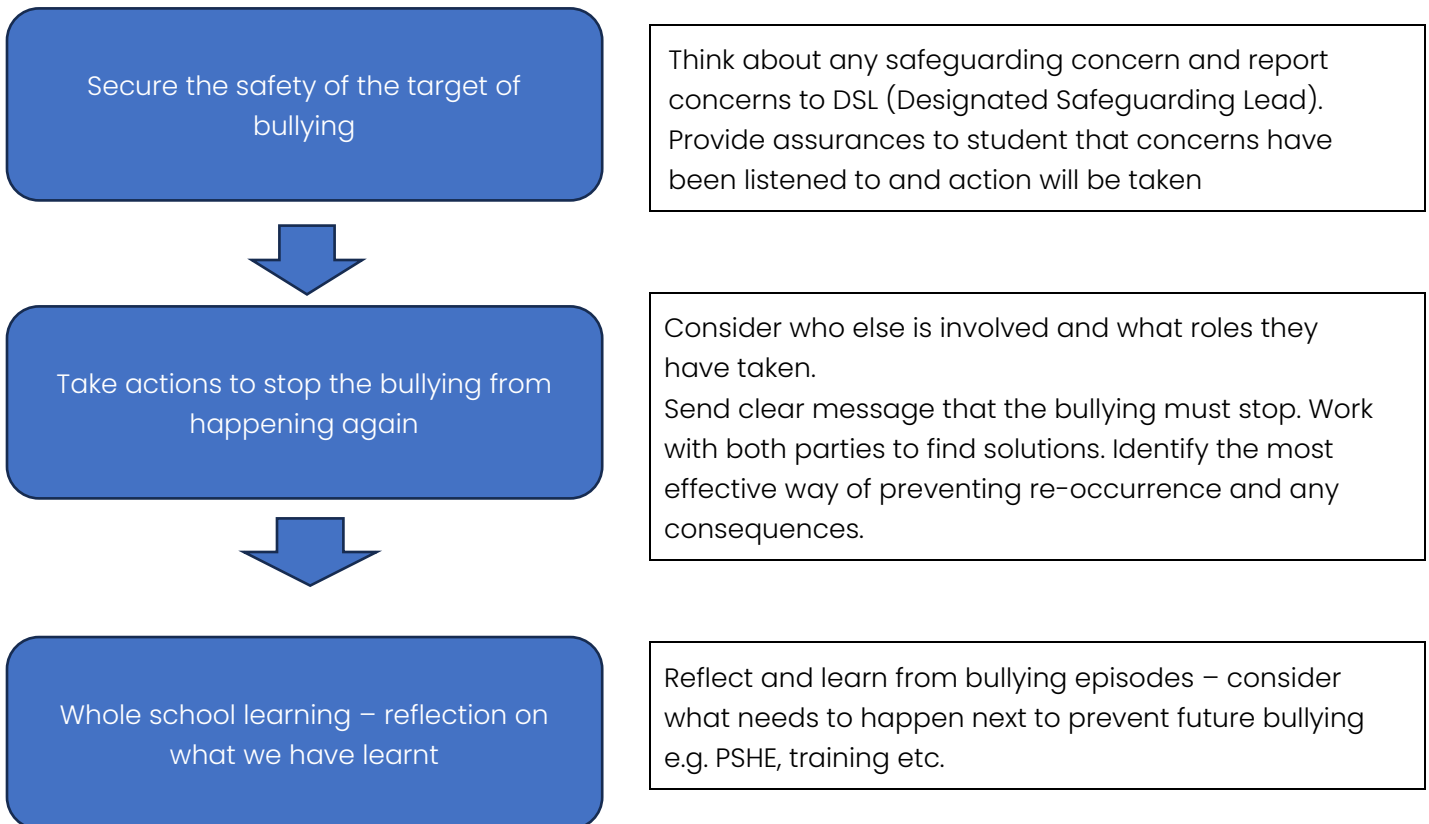 Secure the safety of the target of
bullying
Think about any safeguarding concern and report
concerns to DSL (Designated Safeguarding Lead).
Provide assurances to student that concerns have
been listened to and action will be taken
Take actions to stop the bullying from
happening again
Consider who else is involved and what roles they
have taken.
Send clear message that the bullying must stop. Work
with both parties to find solutions. Identify the most
effective way of preventing re-occurrence and any
consequences.
Whole school learning – reflection on
what we have learnt
Reflect and learn from bullying episodes – consider
what needs to happen next to prevent future bullying
e.g. PSHE, training etc.